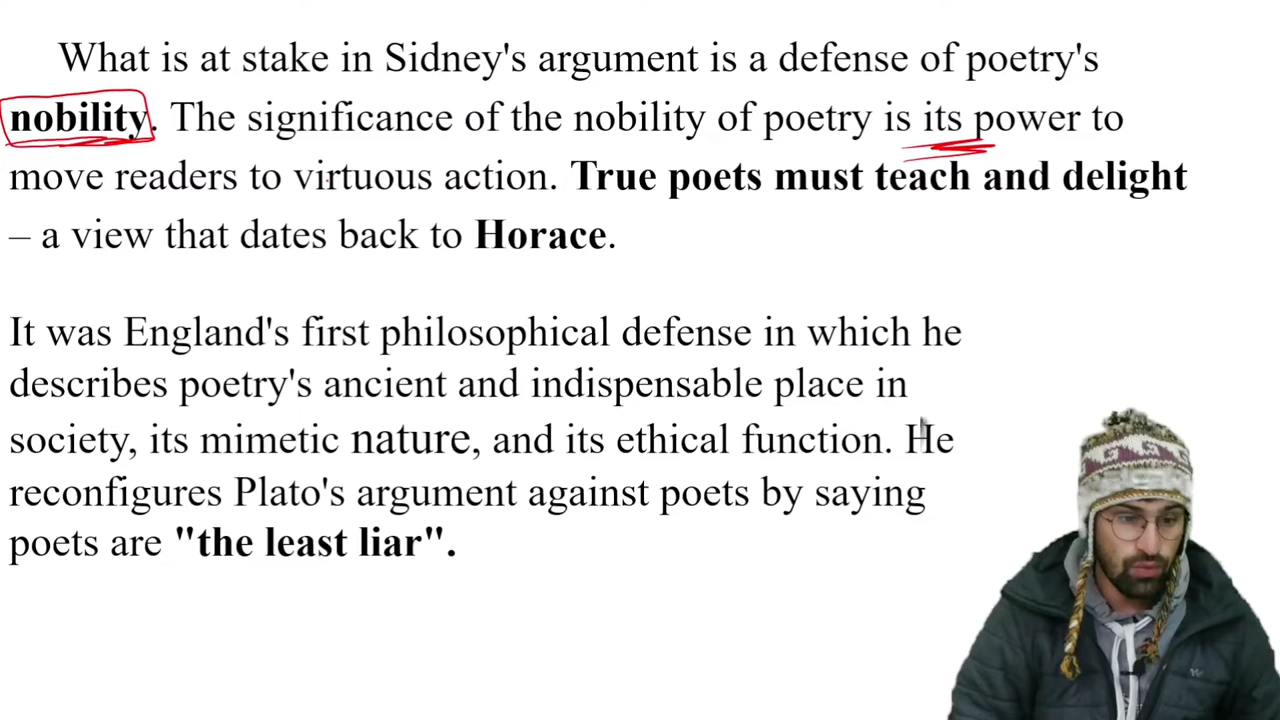 What is at stake in Sidney's argument is a defense of poetry's
nobility. The significance of the nobility of poetry is its power to
move readers to virtuous action. True poets must teach and delight
– a view that dates back to Horace.
It was England's first philosophical defense in which he
describes poetry's ancient and indispensable place in
society, its mimetic nature, and its ethical function. He
reconfigures Plato's argument against poets by saying
poets are "the least liar".